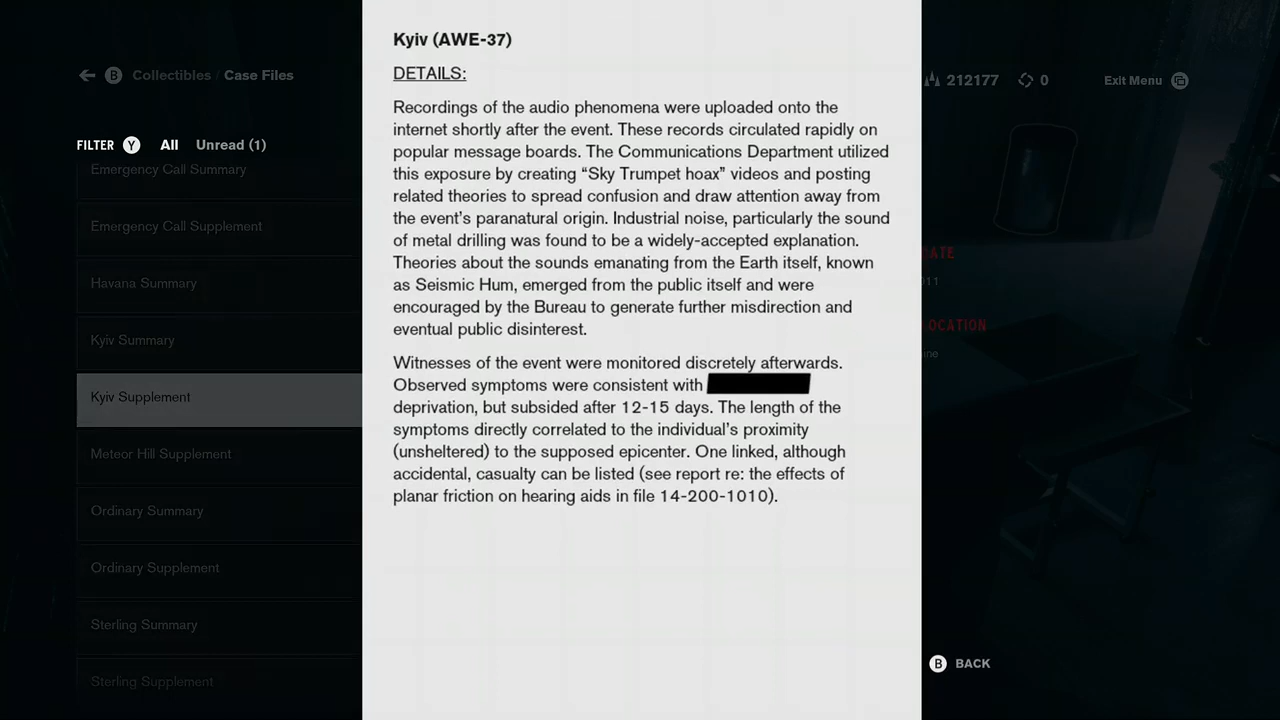 Kyiv (AWE-37)
B Collectibles / Case Files
DETAILS:
212177
0
Exit Menu
Recordings of the audio phenomena were uploaded onto the
internet shortly after the event. These records circulated rapidly on
popular message boards. The Communications Department utilized
this exposure by creating “Sky Trumpet hoax” videos and posting
related theories to spread confusion and draw attention away from
the event’s paranatural origin. Industrial noise, particularly the sound
of metal drilling was found to be a widely-accepted explanation.
Theories about the sounds emanating from the Earth itself, known
as Seismic Hum, emerged from the public itself and were
encouraged by the Bureau to generate further misdirection and
eventual public disinterest.
Witnesses of the event were monitored discretely afterwards.
Observed symptoms were consistent with
deprivation, but subsided after 12-15 days. The length of the
symptoms directly correlated to the individual’s proximity
(unsheltered) to the supposed epicenter. One linked, although
accidental, casualty can be listed (see report re: the effects of
planar friction on hearing aids in file 14-200-1010).
FILTER Y All Unread (1)
Emergency Call Summary
Emergency Call Supplement
Havana Summary
Kyiv Summary
Kyiv Supplement
Meteor Hill Supplement
Ordinary Summary
Ordinary Supplement
Sterling Summary
Sterling Supplement
ATE
011
OCATION
ine
B BACK